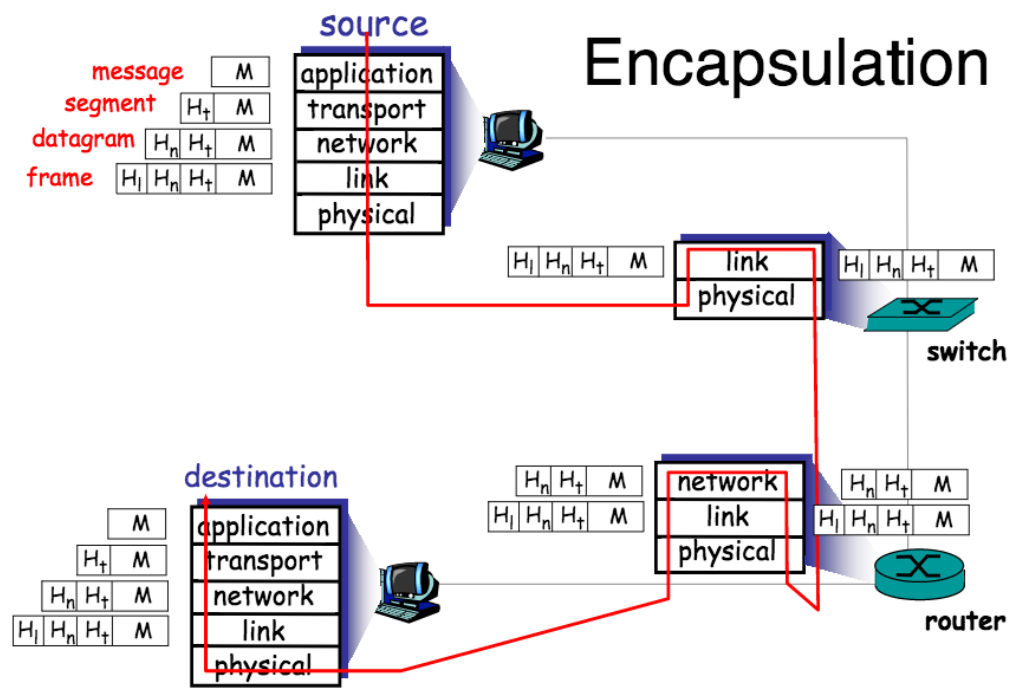 source
Encapsulation
message M
segment Ht M
datagram Hn Ht M
frame Hl Hn Ht M
application
transport
network
link
physical
Hl Hn Ht M
link
physical
Hl Hn Ht M
switch
destination
M
Ht M
Hn Ht M
Hl Hn Ht M
application
transport
network
link
physical
Hn Ht M
Hl Hn Ht M
network
link
physical
Hn Ht M
Hl Hn Ht M
router